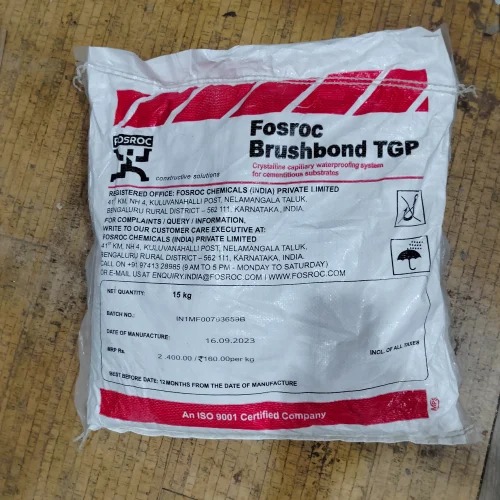 FOSROC
constructive solutions
Fosroc
Brushbond TGP
Crystalline capillary waterproofing system
for cementitious substrates
REGISTERED OFFICE: FOSROC CHEMICALS (INDIA) PRIVATE LIMITED
41st KM, NH 4, KULUVANAHALLI POST, NELAMANGALA TALUK,
BENGALURU RURAL DISTRICT – 562 111, KARNATAKA, INDIA.
FOR COMPLAINTS / QUERY / INFORMATION,
WRITE TO OUR CUSTOMER CARE EXECUTIVE AT:
FOSROC CHEMICALS (INDIA) PRIVATE LIMITED
41st KM, NH 4, KULUVANAHALLI POST, NELAMANGALA TALUK,
BENGALURU RURAL DISTRICT – 562 111, KARNATAKA, INDIA.
CALL ON +91 97413 28985 (9 AM TO 5 PM - MONDAY TO SATURDAY)
OR E-MAIL US AT ENQUIRY.INDIA@FOSROC.COM | WWW.FOSROC.COM
NET QUANTITY: 15 kg
BATCH NO.: IN1MF00793659B
DATE OF MANUFACTURE: 16.09.2023
MRP Rs. 2,400.00 / ₹160.00per kg INCL. OF ALL TAXES
BEST BEFORE DATE: 12 MONTHS FROM THE DATE OF MANUFACTURE
An ISO 9001 Certified Company